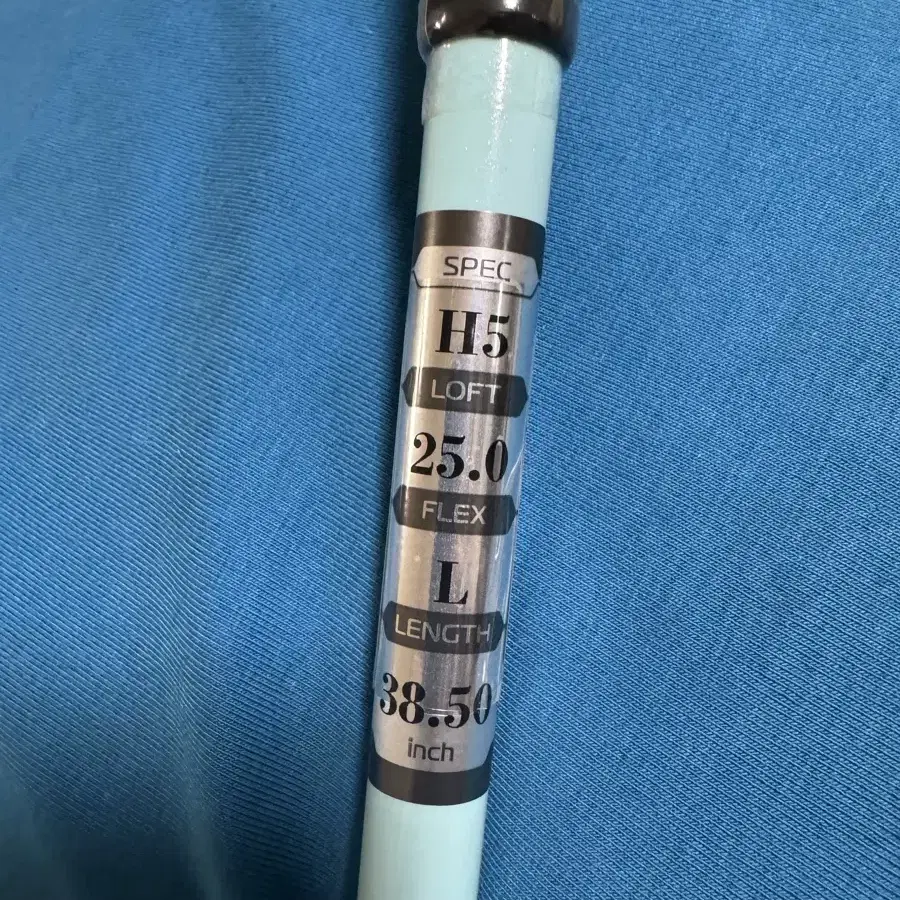 SPEC
H5
LOFT
25.0
FLEX
L
LENGTH
38.50
inch